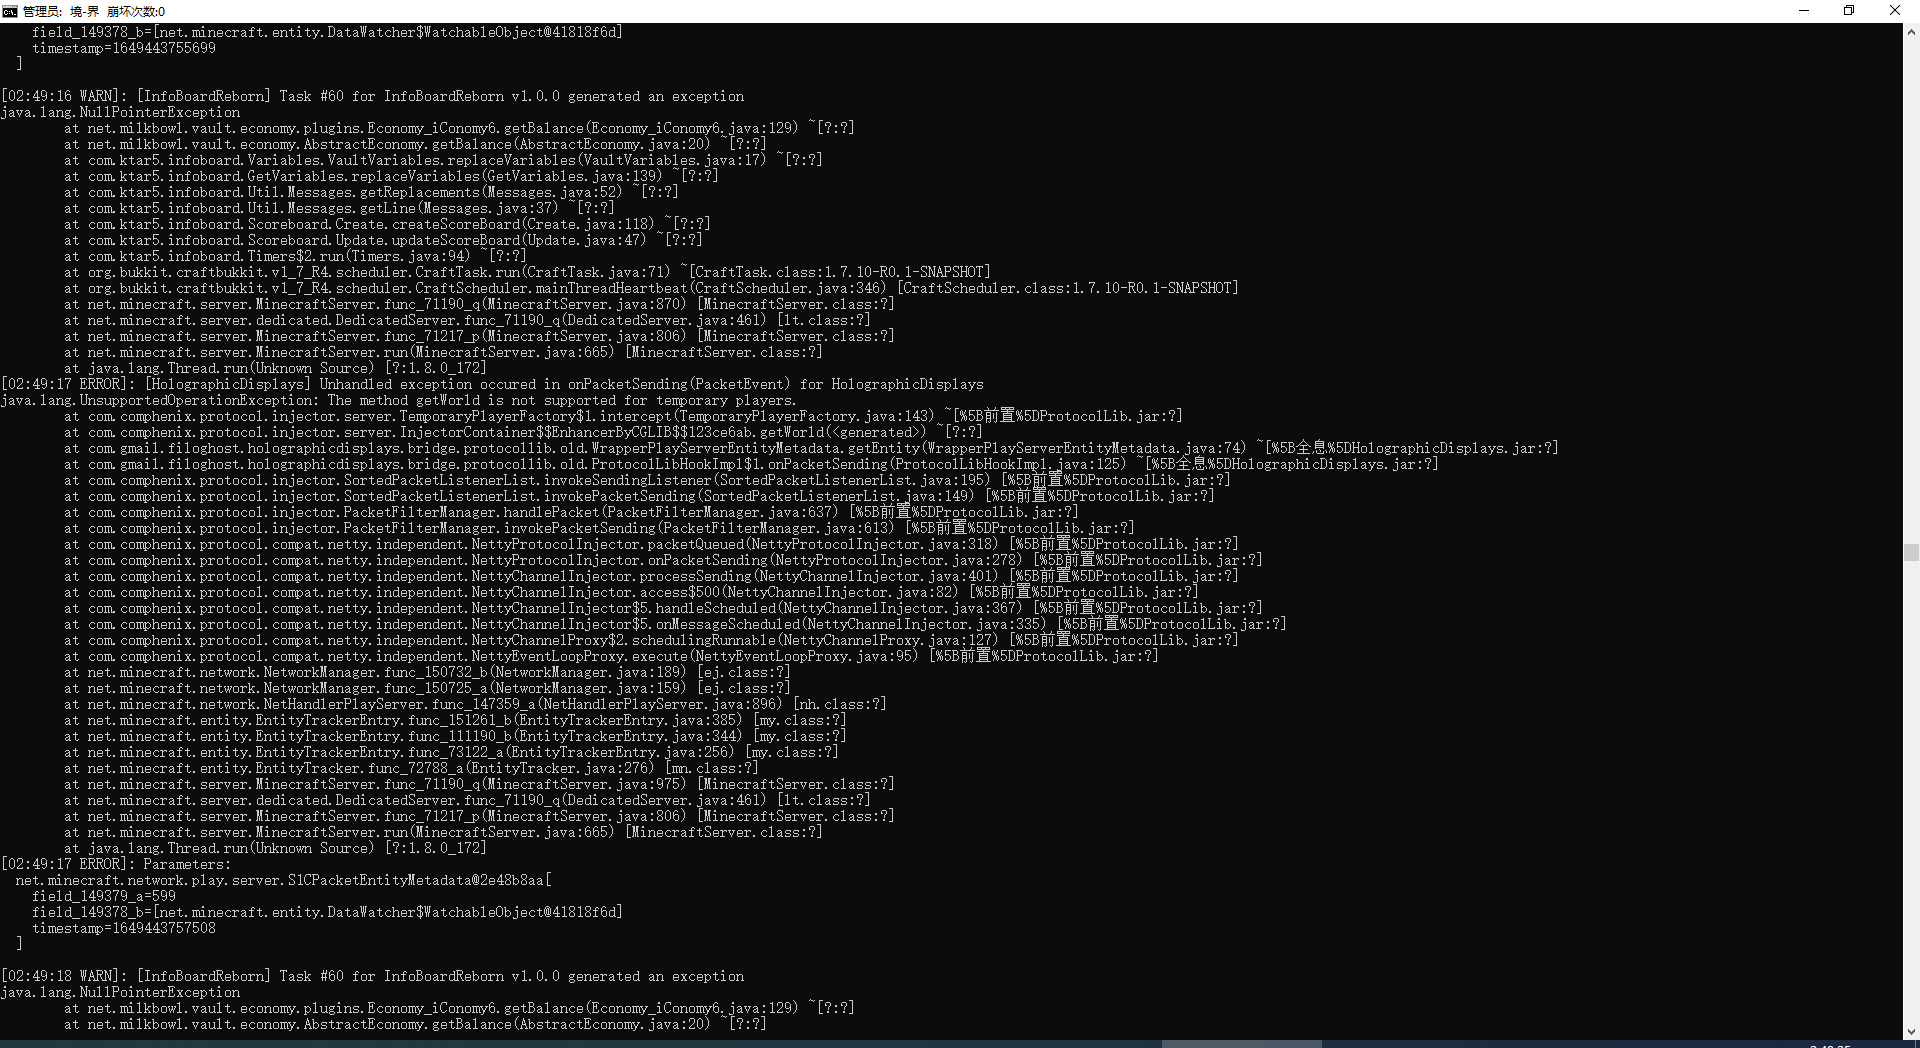 管理员: 境-界 崩坏次数:0
field_149378_b=[net.minecraft.entity.DataWatcher$WatchableObject@41818f6d]
timestamp=1649443755699
]
[02:49:16 WARN]: [InfoBoardReborn] Task #60 for InfoBoardReborn v1.0.0 generated an exception
java.lang.NullPointerException
at net.milkbowl.vault.economy.plugins.Economy_iConomy6.getBalance(Economy_iConomy6.java:129) ~[?:?]
at net.milkbowl.vault.economy.AbstractEconomy.getBalance(AbstractEconomy.java:20) ~[?:?]
at com.ktar5.infoboard.Variables.VaultVariables.replaceVariables(VaultVariables.java:17) ~[?:?]
at com.ktar5.infoboard.GetVariables.replaceVariables(GetVariables.java:139) ~[?:?]
at com.ktar5.infoboard.Util.Messages.getReplacements(Messages.java:52) ~[?:?]
at com.ktar5.infoboard.Util.Messages.getLine(Messages.java:37) ~[?:?]
at com.ktar5.infoboard.Scoreboard.Create.createScoreBoard(Create.java:118) ~[?:?]
at com.ktar5.infoboard.Scoreboard.Update.updateScoreBoard(Update.java:47) ~[?:?]
at com.ktar5.infoboard.Timers$2.run(Timers.java:94) ~[?:?]
at org.bukkit.craftbukkit.v1_7_R4.scheduler.CraftTask.run(CraftTask.java:71) ~[CraftTask.class:1.7.10-R0.1-SNAPSHOT]
at org.bukkit.craftbukkit.v1_7_R4.scheduler.CraftScheduler.mainThreadHeartbeat(CraftScheduler.java:346) [CraftScheduler.class:1.7.10-R0.1-SNAPSHOT]
at net.minecraft.server.MinecraftServer.func_71190_q(MinecraftServer.java:870) [MinecraftServer.class:?]
at net.minecraft.server.dedicated.DedicatedServer.func_71190_q(DedicatedServer.java:461) [lt.class:?]
at net.minecraft.server.MinecraftServer.func_71217_p(MinecraftServer.java:806) [MinecraftServer.class:?]
at net.minecraft.server.MinecraftServer.run(MinecraftServer.java:665) [MinecraftServer.class:?]
at java.lang.Thread.run(Unknown Source) [?:1.8.0_172]
[02:49:17 ERROR]: [HolographicDisplays] Unhandled exception occured in onPacketSending(PacketEvent) for HolographicDisplays
java.lang.UnsupportedOperationException: The method getWorld is not supported for temporary players.
at com.comphenix.protocol.injector.server.TemporaryPlayerFactory$1.intercept(TemporaryPlayerFactory.java:143) ~[%5B前置%5DProtocolLib.jar:?]
at com.comphenix.protocol.injector.server.InjectorContainer$$EnhancerByCGLIB$$123ce6ab.getWorld(<generated>) ~[?:?]
at com.gmail.filoghost.holographicdisplays.bridge.protocollib.old.WrapperPlayServerEntityMetadata.getEntity(WrapperPlayServerEntityMetadata.java:74) ~[%5B全息%5DHolographicDisplays.jar:?]
at com.gmail.filoghost.holographicdisplays.bridge.protocollib.old.ProtocolLibHookImpl$1.onPacketSending(ProtocolLibHookImpl.java:125) ~[%5B全息%5DHolographicDisplays.jar:?]
at com.comphenix.protocol.injector.SortedPacketListenerList.invokeSendingListener(SortedPacketListenerList.java:195) [%5B前置%5DProtocolLib.jar:?]
at com.comphenix.protocol.injector.SortedPacketListenerList.invokePacketSending(SortedPacketListenerList.java:149) [%5B前置%5DProtocolLib.jar:?]
at com.comphenix.protocol.injector.PacketFilterManager.handlePacket(PacketFilterManager.java:637) [%5B前置%5DProtocolLib.jar:?]
at com.comphenix.protocol.injector.PacketFilterManager.invokePacketSending(PacketFilterManager.java:613) [%5B前置%5DProtocolLib.jar:?]
at com.comphenix.protocol.compat.netty.independent.NettyProtocolInjector.packetQueued(NettyProtocolInjector.java:318) [%5B前置%5DProtocolLib.jar:?]
at com.comphenix.protocol.compat.netty.independent.NettyProtocolInjector.onPacketSending(NettyProtocolInjector.java:278) [%5B前置%5DProtocolLib.jar:?]
at com.comphenix.protocol.compat.netty.independent.NettyChannelInjector.processSending(NettyChannelInjector.java:401) [%5B前置%5DProtocolLib.jar:?]
at com.comphenix.protocol.compat.netty.independent.NettyChannelInjector.access$500(NettyChannelInjector.java:82) [%5B前置%5DProtocolLib.jar:?]
at com.comphenix.protocol.compat.netty.independent.NettyChannelInjector$5.handleScheduled(NettyChannelInjector.java:367) [%5B前置%5DProtocolLib.jar:?]
at com.comphenix.protocol.compat.netty.independent.NettyChannelInjector$5.onMessageScheduled(NettyChannelInjector.java:335) [%5B前置%5DProtocolLib.jar:?]
at com.comphenix.protocol.compat.netty.independent.NettyChannelProxy$2.schedulingRunnable(NettyChannelProxy.java:127) [%5B前置%5DProtocolLib.jar:?]
at com.comphenix.protocol.compat.netty.independent.NettyEventLoopProxy.execute(NettyEventLoopProxy.java:95) [%5B前置%5DProtocolLib.jar:?]
at net.minecraft.network.NetworkManager.func_150732_b(NetworkManager.java:189) [ej.class:?]
at net.minecraft.network.NetworkManager.func_150725_a(NetworkManager.java:159) [ej.class:?]
at net.minecraft.network.NetHandlerPlayServer.func_147359_a(NetHandlerPlayServer.java:896) [nh.class:?]
at net.minecraft.entity.EntityTrackerEntry.func_151261_b(EntityTrackerEntry.java:385) [my.class:?]
at net.minecraft.entity.EntityTrackerEntry.func_111190_b(EntityTrackerEntry.java:344) [my.class:?]
at net.minecraft.entity.EntityTrackerEntry.func_73122_a(EntityTrackerEntry.java:256) [my.class:?]
at net.minecraft.entity.EntityTracker.func_72788_a(EntityTracker.java:276) [mn.class:?]
at net.minecraft.server.MinecraftServer.func_71190_q(MinecraftServer.java:975) [MinecraftServer.class:?]
at net.minecraft.server.dedicated.DedicatedServer.func_71190_q(DedicatedServer.java:461) [lt.class:?]
at net.minecraft.server.MinecraftServer.func_71217_p(MinecraftServer.java:806) [MinecraftServer.class:?]
at net.minecraft.server.MinecraftServer.run(MinecraftServer.java:665) [MinecraftServer.class:?]
at java.lang.Thread.run(Unknown Source) [?:1.8.0_172]
[02:49:17 ERROR]: Parameters:
net.minecraft.network.play.server.S1CPacketEntityMetadata@2e48b8aa[
field_149379_a=599
field_149378_b=[net.minecraft.entity.DataWatcher$WatchableObject@41818f6d]
timestamp=1649443757508
]
[02:49:18 WARN]: [InfoBoardReborn] Task #60 for InfoBoardReborn v1.0.0 generated an exception
java.lang.NullPointerException
at net.milkbowl.vault.economy.plugins.Economy_iConomy6.getBalance(Economy_iConomy6.java:129) ~[?:?]
at net.milkbowl.vault.economy.AbstractEconomy.getBalance(AbstractEconomy.java:20) ~[?:?]